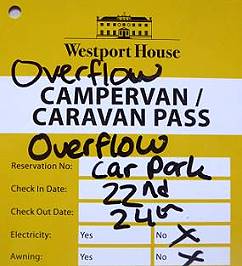 Westport House
Overflow
CAMPERVAN /
CARAVAN PASS
Overflow
Reservation No: Car Park
Check In Date: 22nd
Check Out Date: 24th
Electricity: Yes No X
Awning: Yes No X